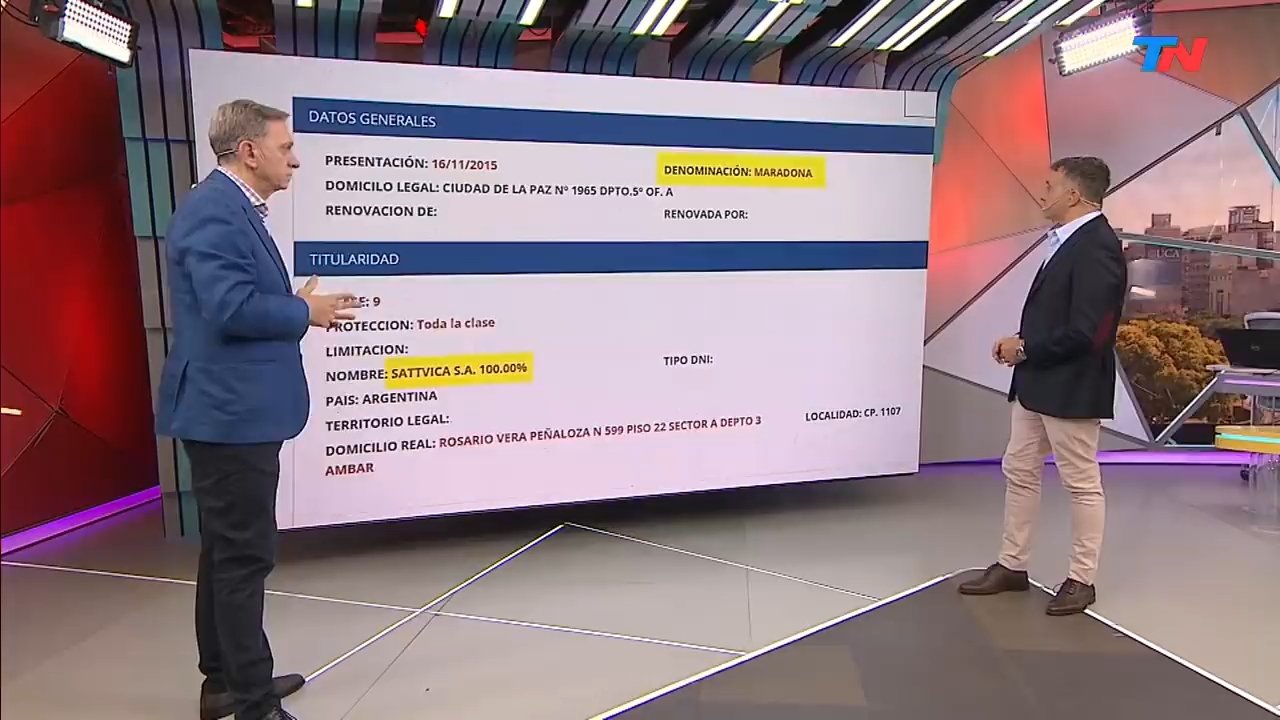 TN
DATOS GENERALES
PRESENTACIÓN: 16/11/2015
DENOMINACIÓN: MARADONA
DOMICILO LEGAL: CIUDAD DE LA PAZ Nº 1965 DPTO.5º OF. A
RENOVACION DE:
RENOVADA POR:
TITULARIDAD
: 9
PROTECCION: Toda la clase
LIMITACION:
NOMBRE: SATTVICA S.A. 100.00%
TIPO DNI:
PAIS: ARGENTINA
TERRITORIO LEGAL:
LOCALIDAD: CP. 1107
DOMICILIO REAL: ROSARIO VERA PEÑALOZA N 599 PISO 22 SECTOR A DEPTO 3
AMBAR
UCA